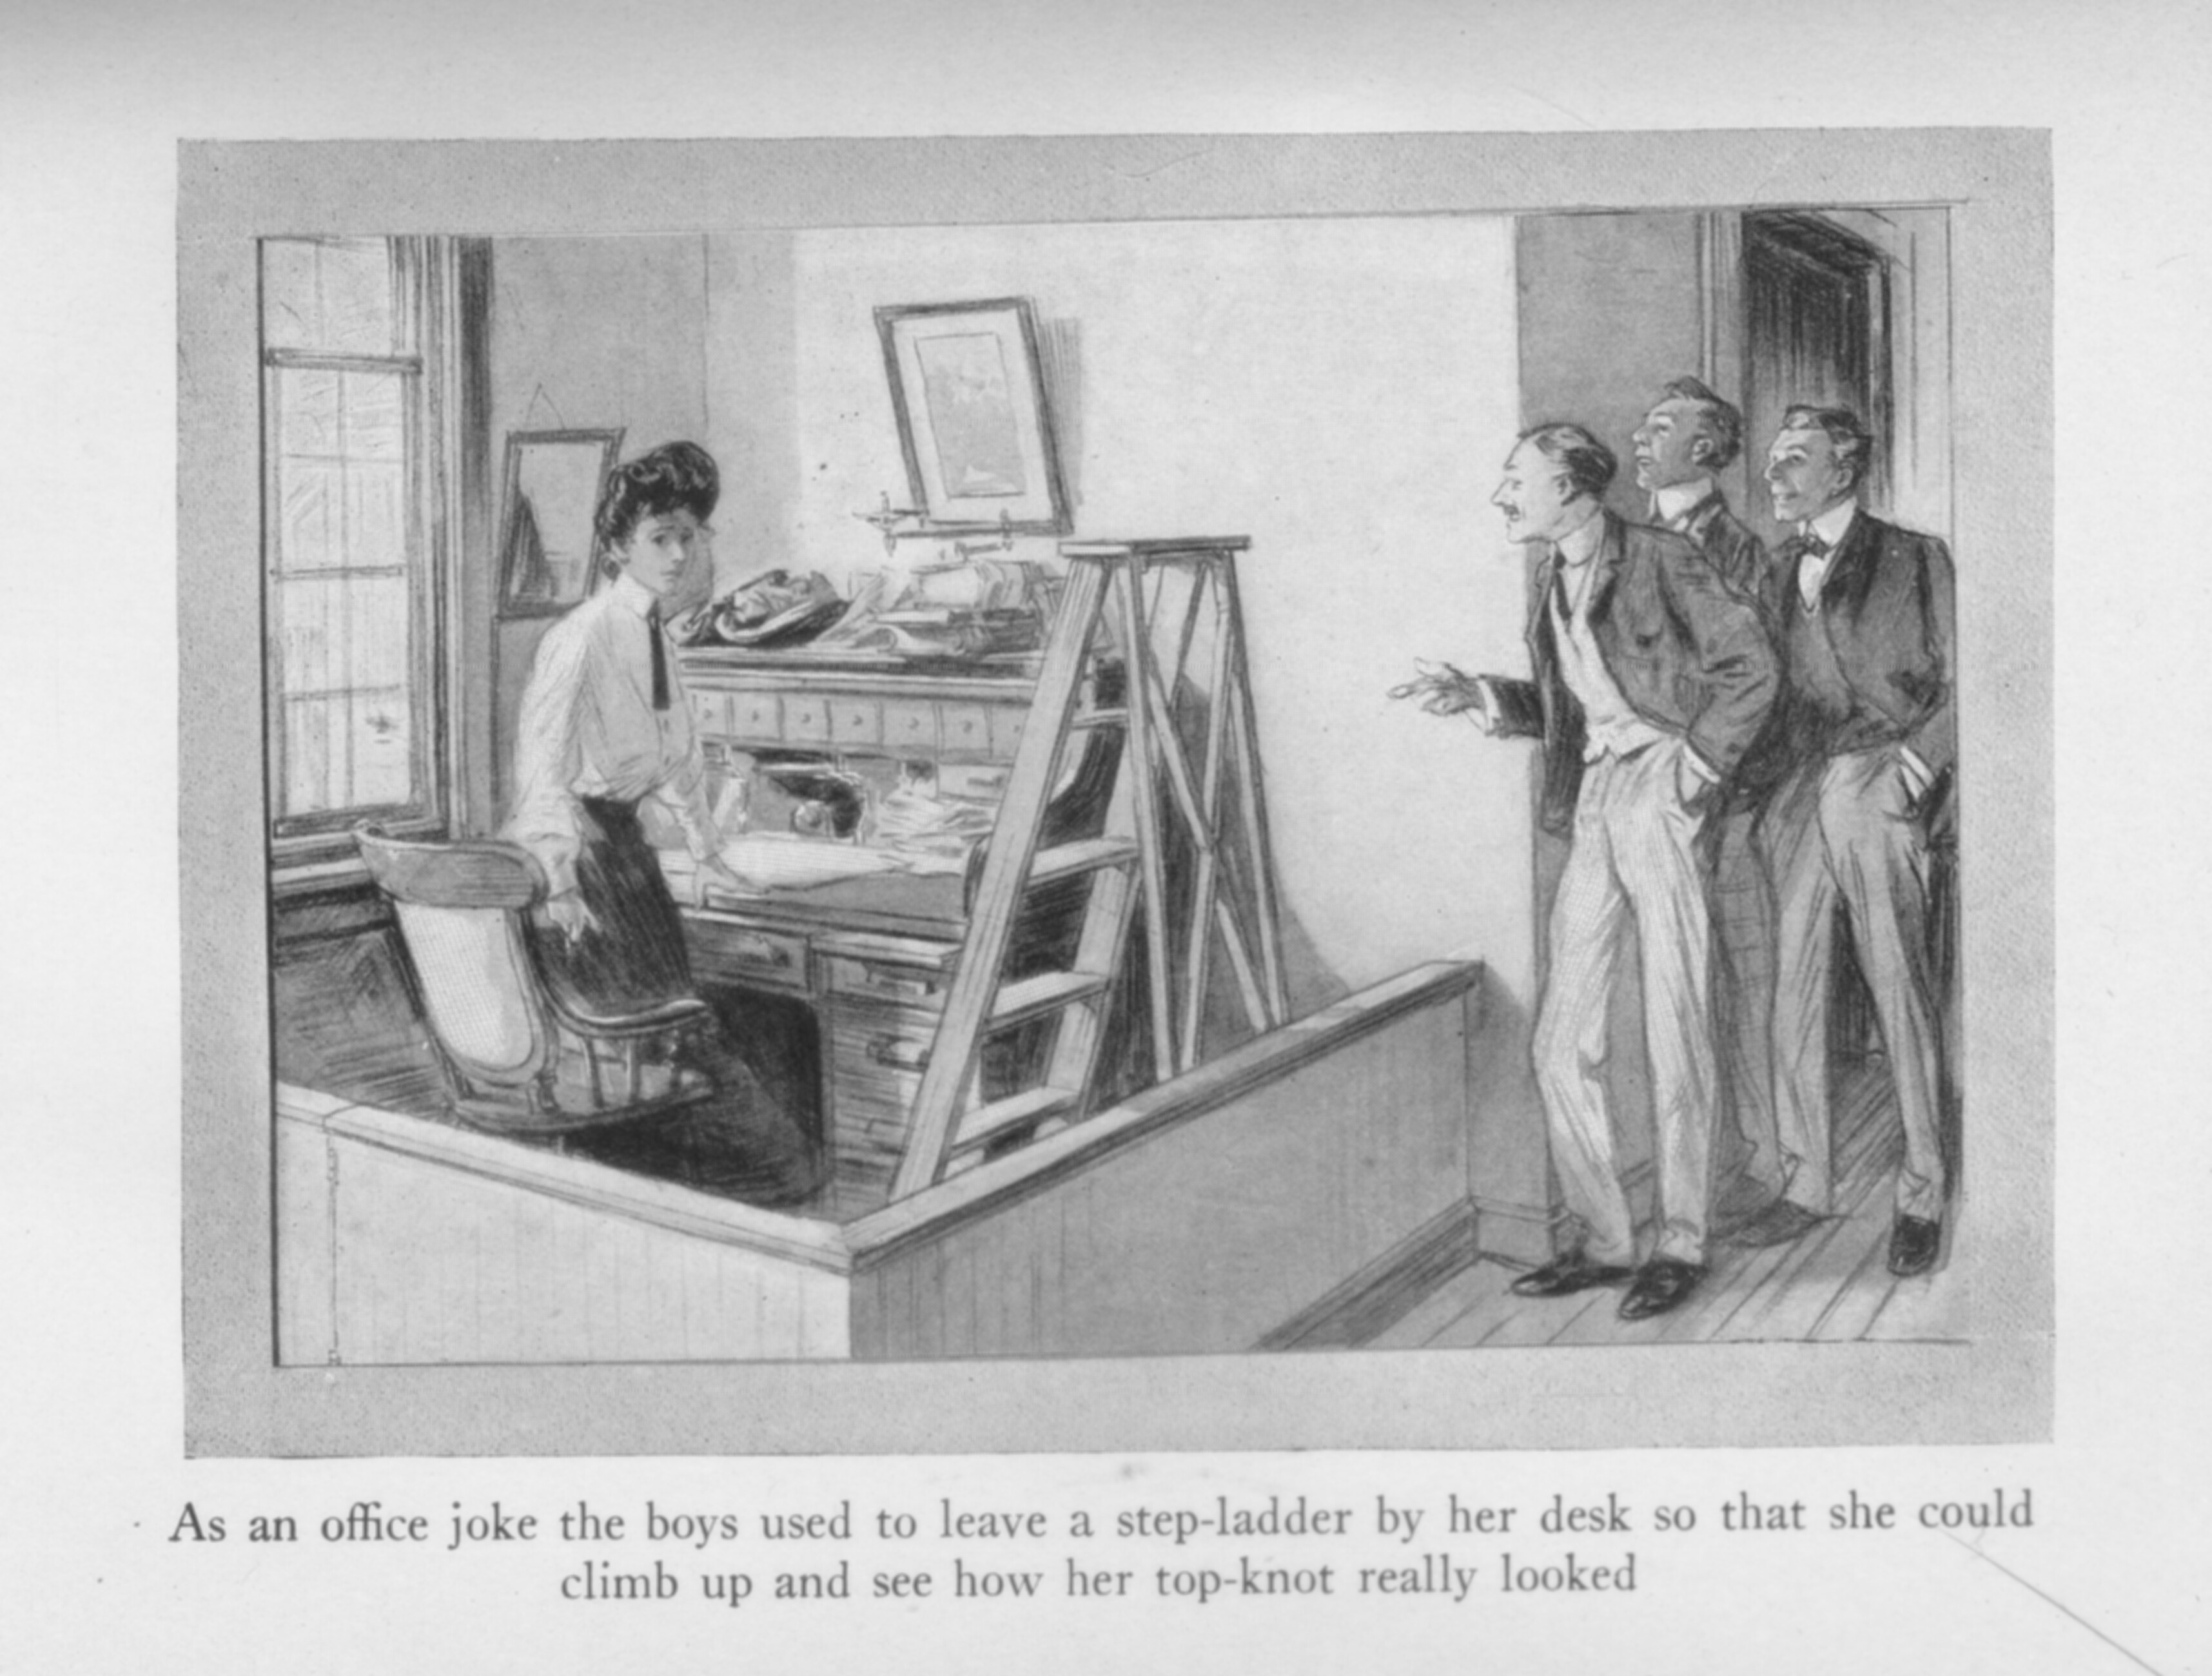 As an office joke the boys used to leave a step-ladder by her desk so that she could
climb up and see how her top-knot really looked